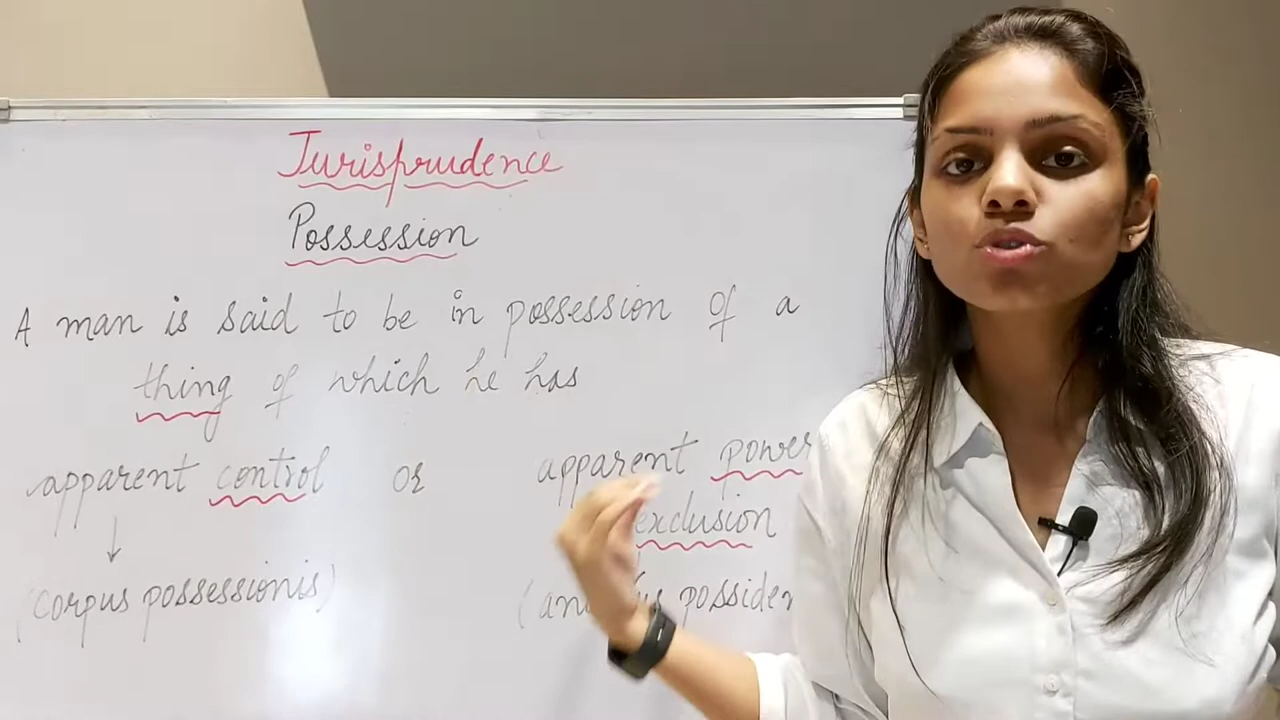 Jurisprudence
Possession
A man is said to be in possession of a
thing of which he has
apparent control or apparent power
exclusion
(corpus possessionis) ( possiden